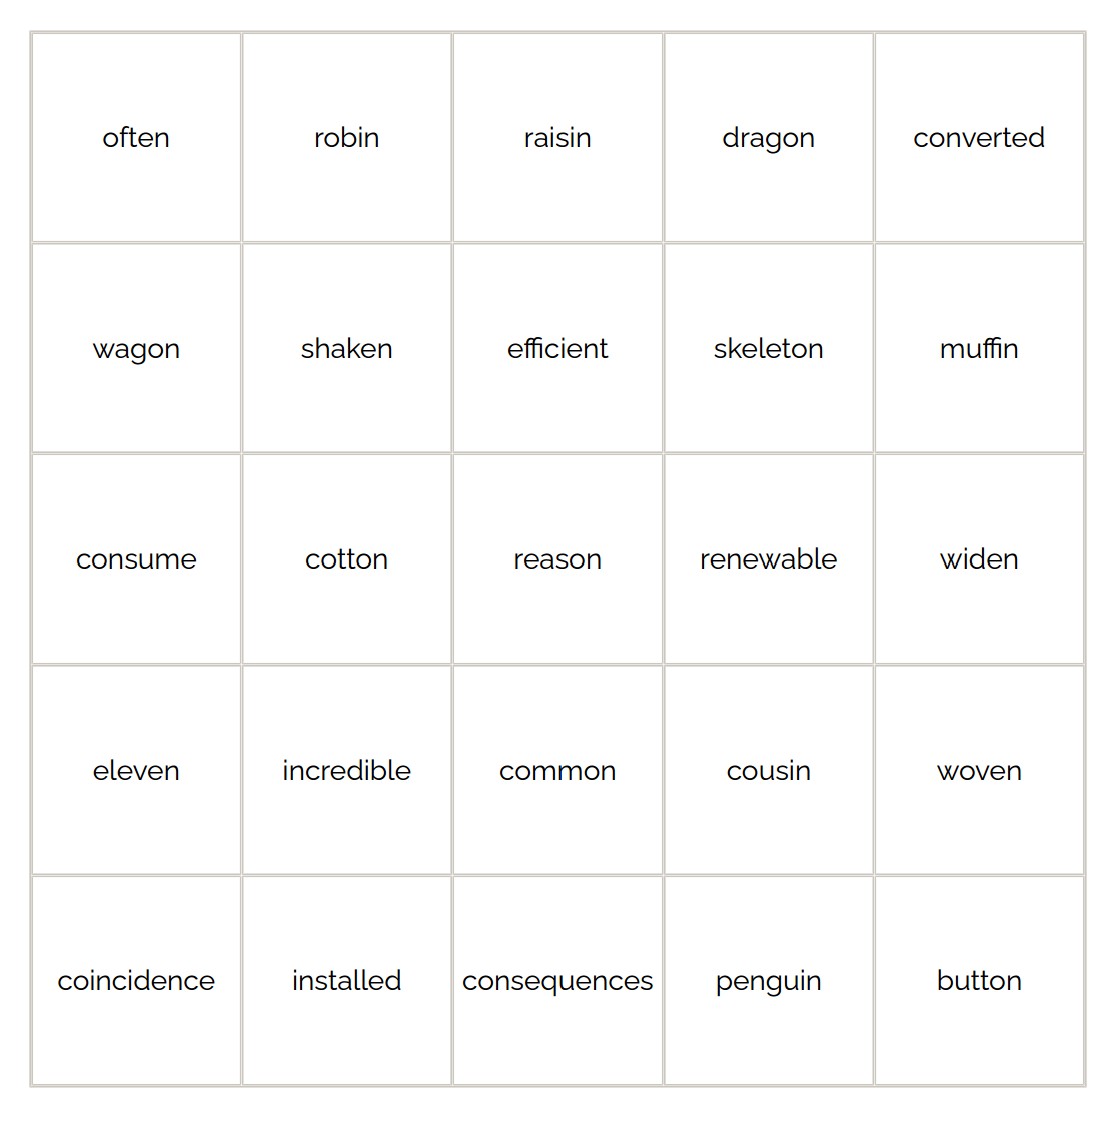 often robin raisin dragon converted
wagon shaken efficient skeleton muffin
consume cotton reason renewable widen
eleven incredible common cousin woven
coincidence installed consequences penguin button